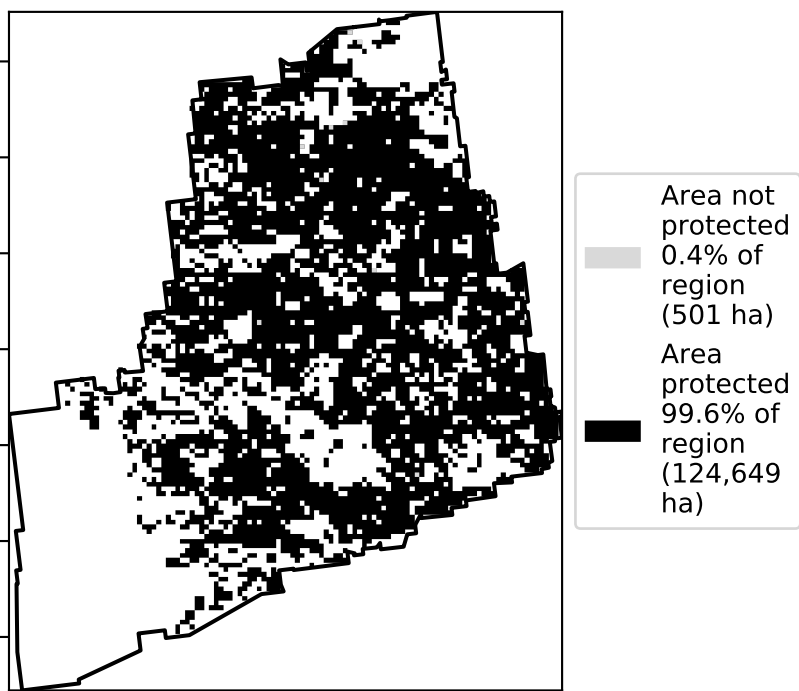 Area not
protected
0.4% of
region
(501 ha)
Area
protected
99.6% of
region
(124,649
ha)